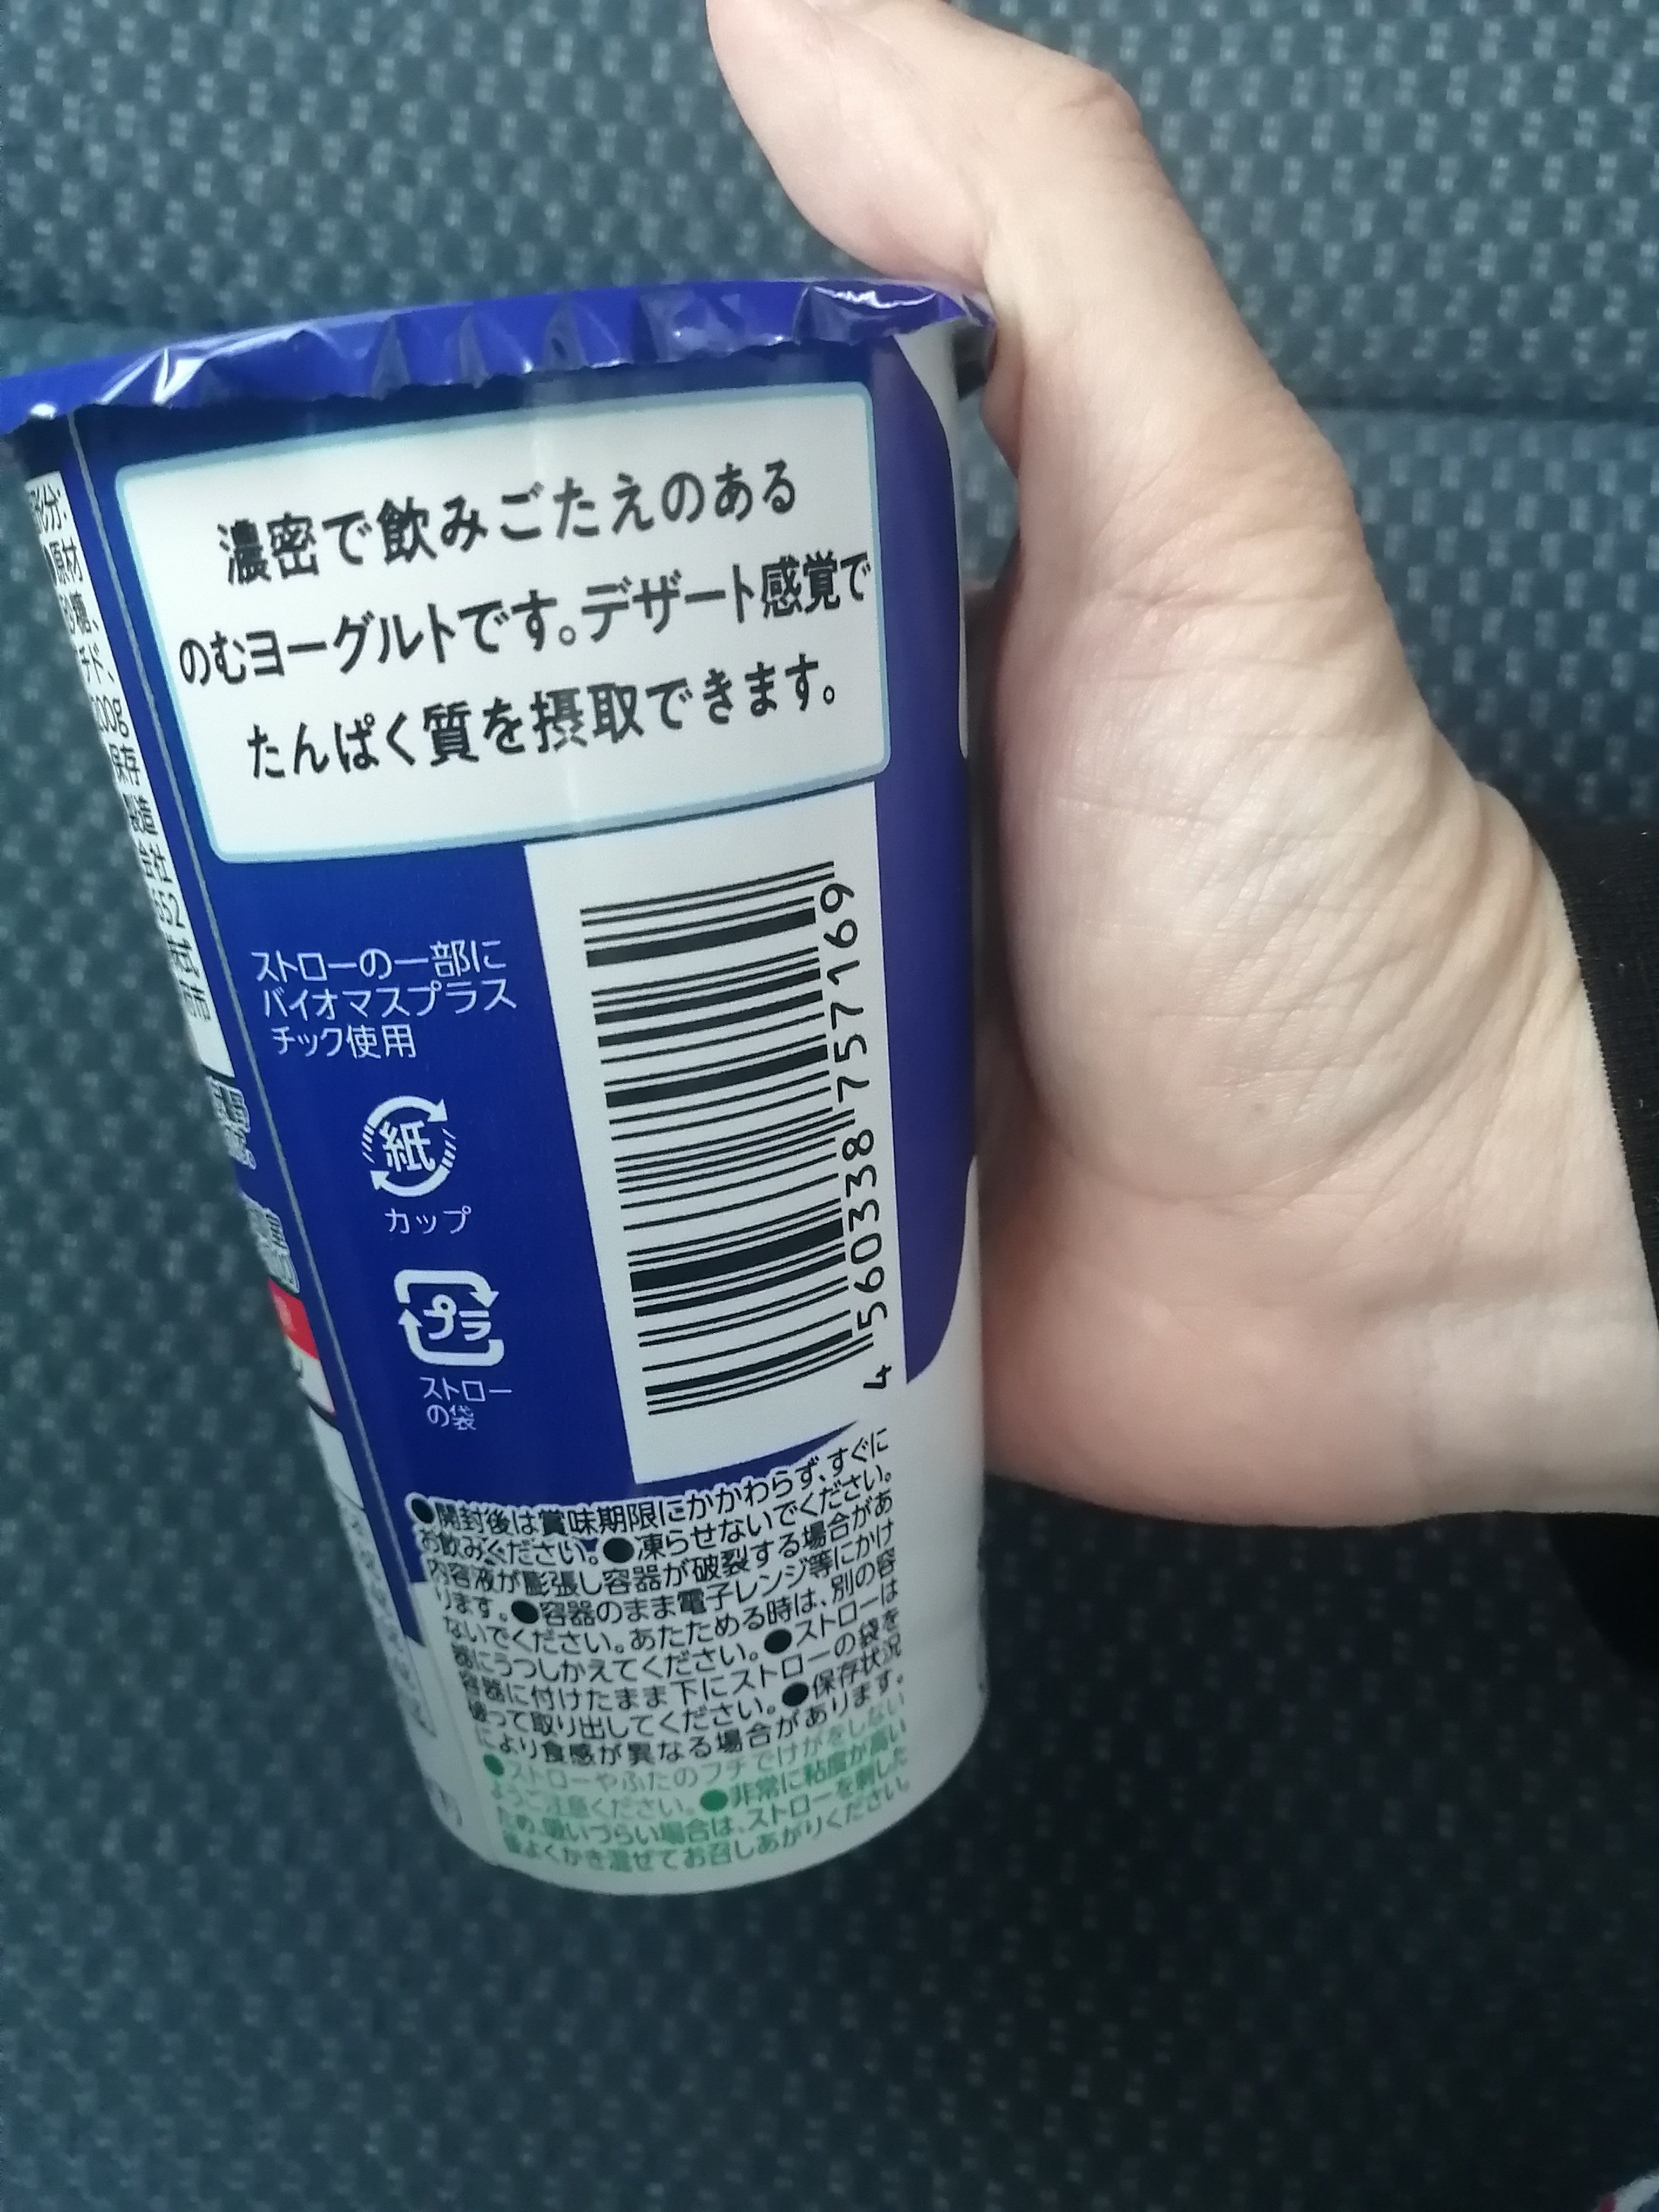 濃密で飲みごたえのある
のむヨーグルトです。デザート感覚で
たんぱく質を摂取できます。
ストローの一部に
バイオマスプラス
チック使用
紙
カップ
プラ
ストロー
の袋
4 560338 757169
●開封後は賞味期限にかかわらず、すぐに
お飲みください。●凍らせないでください。
内容液が膨張し容器が破裂する場合があ
ります。●容器のまま電子レンジ等にかけ
ないでください。あたためる時は、別の容
器にうつしかえてください。●ストローは
容器に付けたまま下にストローの袋を
破って取り出してください。●保存状況
により食感が異なる場合があります。
●ストローやふたのフチでけがをしない
ようご注意ください。●非常に粘度が高い
ため、吸いづらい場合は、ストローを刺した
後よくかき混ぜてお召しあがりください。
形分:
原材
糖、
チド、
200g
保存
製造
会社
552